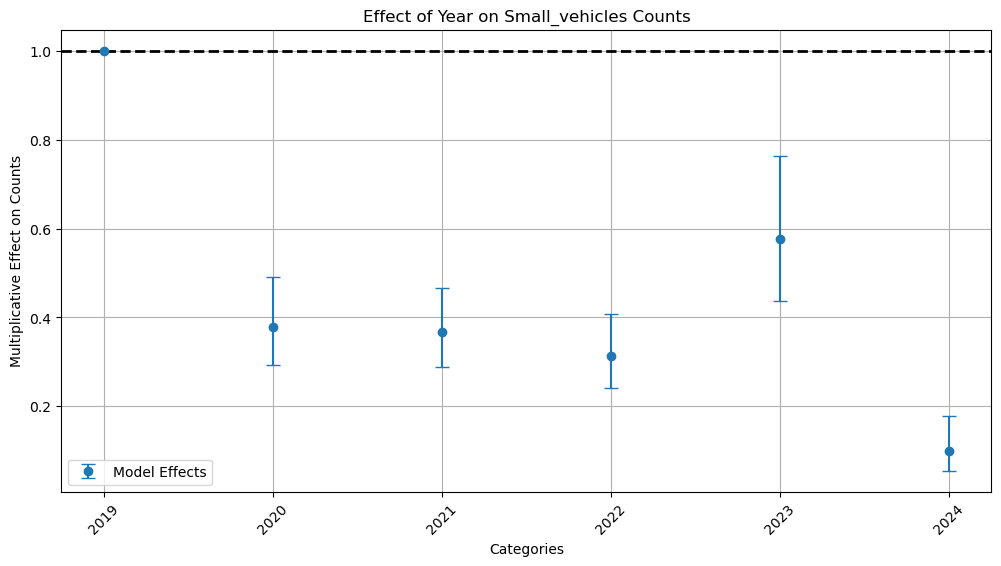 Effect of Year on Small_vehicles Counts
Multiplicative Effect on Counts
1.0
0.8
0.6
0.4
0.2
Model Effects
2019
2020
2021
2022
2023
2024
Categories